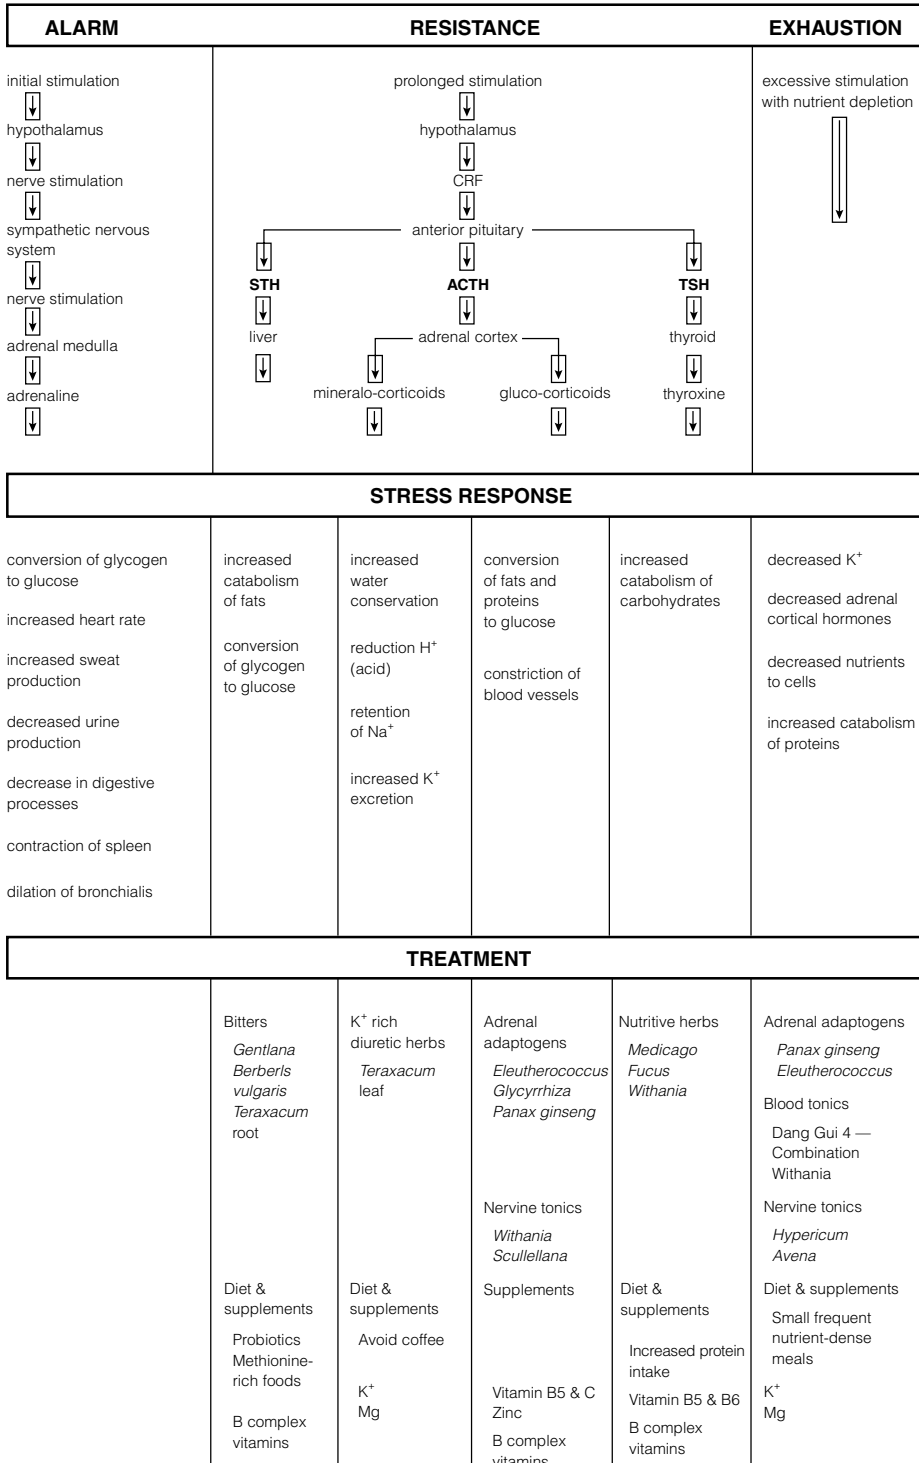 ALARM
RESISTANCE
EXHAUSTION
initial stimulation
hypothalamus
nerve stimulation
sympathetic nervous
system
nerve stimulation
adrenal medulla
adrenaline
prolonged stimulation
hypothalamus
CRF
anterior pituitary
STH
ACTH
TSH
liver
adrenal cortex
thyroid
mineralo-corticoids
gluco-corticoids
thyroxine
excessive stimulation
with nutrient depletion
STRESS RESPONSE
conversion of glycogen
to glucose
increased heart rate
increased sweat
production
decreased urine
production
decrease in digestive
processes
contraction of spleen
dilation of bronchialis
increased
catabolism
of fats
conversion
of glycogen
to glucose
increased
water
conservation
reduction H⁺
(acid)
retention
of Na⁺
increased K⁺
excretion
conversion
of fats and
proteins
to glucose
constriction of
blood vessels
increased
catabolism of
carbohydrates
decreased K⁺
decreased adrenal
cortical hormones
decreased nutrients
to cells
increased catabolism
of proteins
TREATMENT
Bitters
Gentlana
Berberls
vulgaris
Teraxacum
root
Diet &
supplements
Probiotics
Methionine-
rich foods
B complex
vitamins
K⁺ rich
diuretic herbs
Teraxacum
leaf
Diet &
supplements
Avoid coffee
K⁺
Mg
Adrenal
adaptogens
Eleutherococcus
Glycyrrhiza
Panax ginseng
Nervine tonics
Withania
Scullellana
Supplements
Vitamin B5 & C
Zinc
B complex
vitamins
Nutritive herbs
Medicago
Fucus
Withania
Diet &
supplements
Increased protein
intake
Vitamin B5 & B6
B complex
vitamins
Adrenal adaptogens
Panax ginseng
Eleutherococcus
Blood tonics
Dang Gui 4 —
Combination
Withania
Nervine tonics
Hypericum
Avena
Diet & supplements
Small frequent
nutrient-dense
meals
K⁺
Mg